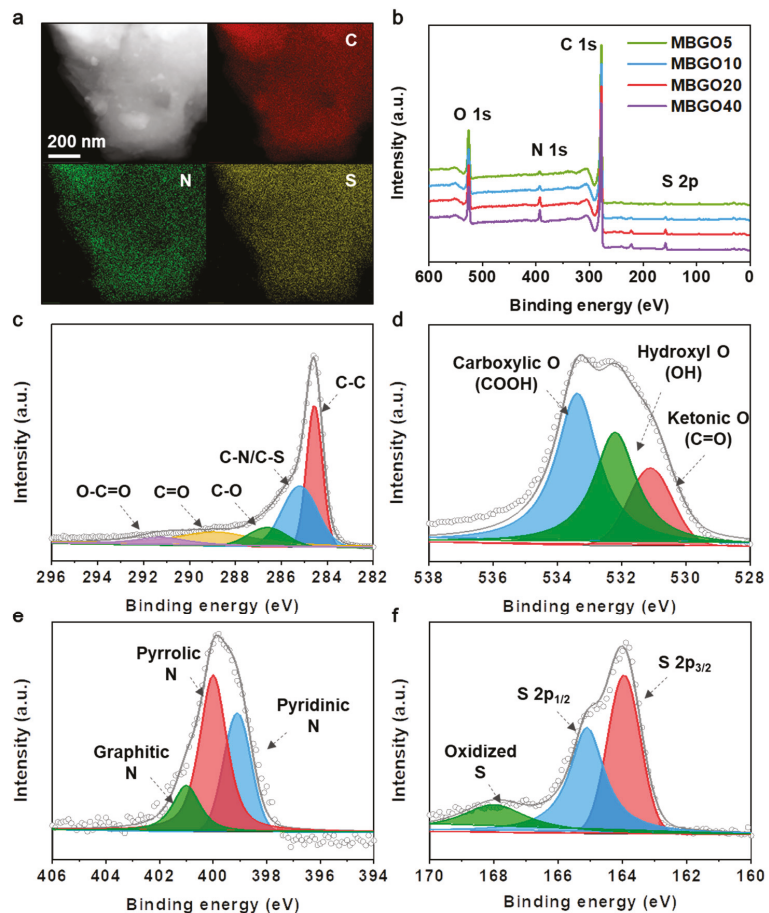 a
C
200 nm
N
S
b
Intensity (a.u.)
O 1s
N 1s
C 1s
S 2p
MBGO5
MBGO10
MBGO20
MBGO40
600 500 400 300 200 100 0
Binding energy (eV)
c
Intensity (a.u.)
O-C=O
C=O
C-O
C-N/C-S
C-C
296 294 292 290 288 286 284 282
Binding energy (eV)
d
Intensity (a.u.)
Carboxylic O
(COOH)
Hydroxyl O
(OH)
Ketonic O
(C=O)
538 536 534 532 530 528
Binding energy (eV)
e
Intensity (a.u.)
Pyrrolic
N
Graphitic
N
Pyridinic
N
406 404 402 400 398 396 394
Binding energy (eV)
f
Intensity (a.u.)
Oxidized
S
S 2p1/2
S 2p3/2
170 168 166 164 162 160
Binding energy (eV)